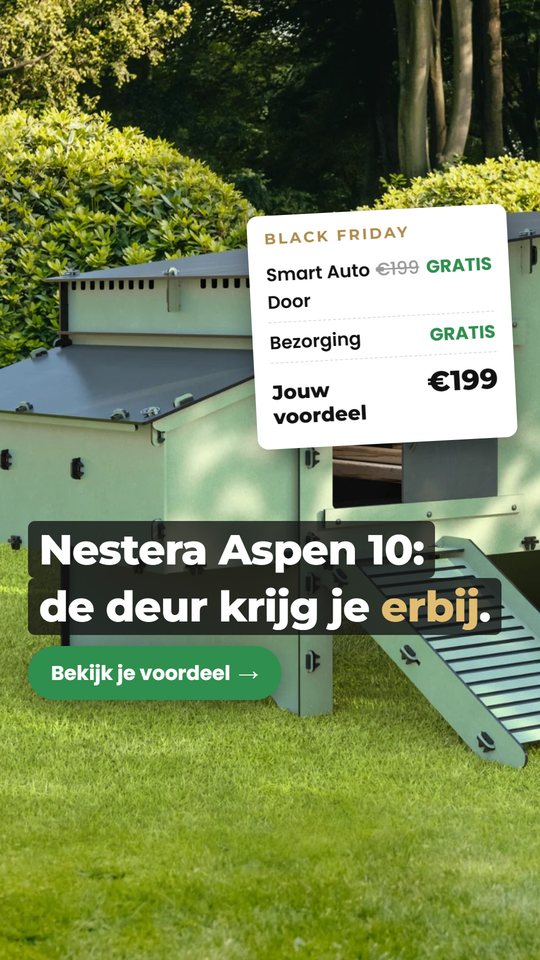 BLACK FRIDAY
Smart Auto €199 GRATIS
Door
Bezorging GRATIS
Jouw €199
voordeel
Nestera Aspen 10:
de deur krijg je erbij.
Bekijk je voordeel →